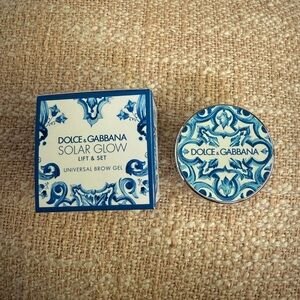 DOLCE & GABBANA
SOLAR GLOW
LIFT & SET
UNIVERSAL BROW GEL
DOLCE & GABBANA